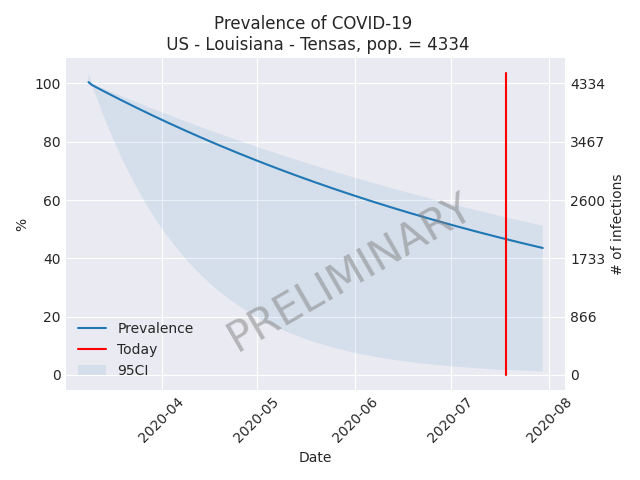 Prevalence of COVID-19
US - Louisiana - Tensas, pop. = 4334
100
80
60
40
20
0
%
4334
3467
2600
1733
866
0
# of infections
PRELIMINARY
Prevalence
Today
95CI
2020-04
2020-05
2020-06
2020-07
2020-08
Date